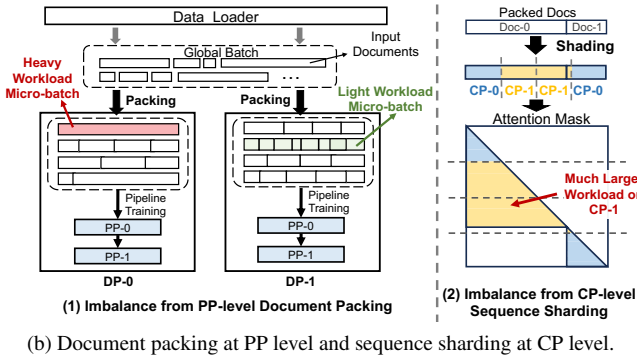 Data Loader
Global Batch
Input
Documents
...
Heavy
Workload
Micro-batch
Packing
Packing
Light Workload
Micro-batch
Pipeline
Training
PP-0
PP-1
DP-0
Pipeline
Training
PP-0
PP-1
DP-1
(1) Imbalance from PP-level Document Packing
Packed Docs
Doc-0 Doc-1
Shading
CP-0 CP-1 CP-1 CP-0
Attention Mask
Much Large
Workload on
CP-1
(2) Imbalance from CP-level
Sequence Sharding
(b) Document packing at PP level and sequence sharding at CP level.